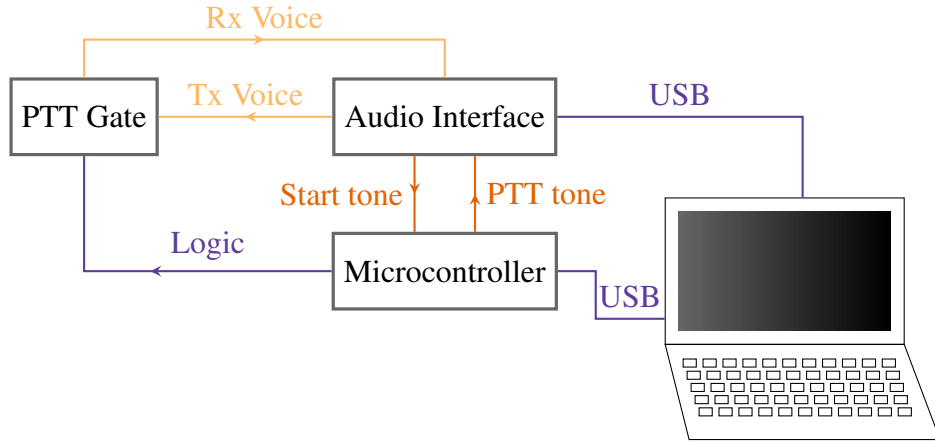 Rx Voice
Tx Voice
USB
PTT Gate
Audio Interface
Start tone
PTT tone
Logic
Microcontroller
USB